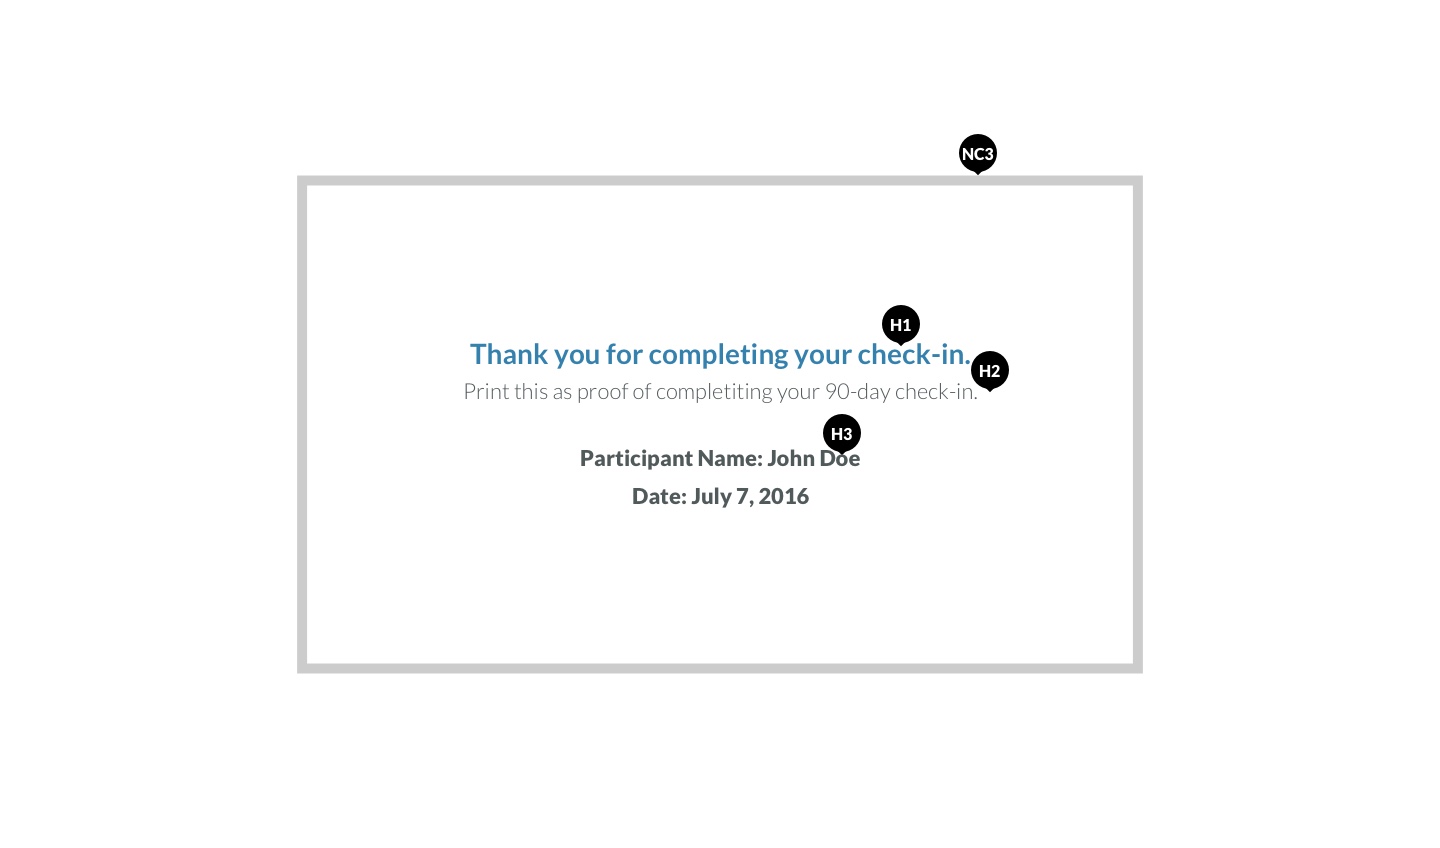 NC3
H1
Thank you for completing your check-in.
H2
Print this as proof of completiting your 90-day check-in.
H3
Participant Name: John Doe
Date: July 7, 2016